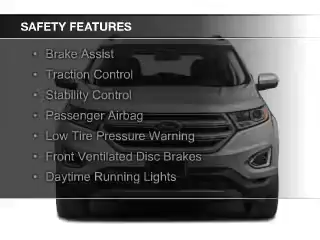 SAFETY FEATURES
• Brake Assist
• Traction Control
• Stability Control
• Passenger Airbag
• Low Tire Pressure Warning
• Front Ventilated Disc Brakes
• Daytime Running Lights